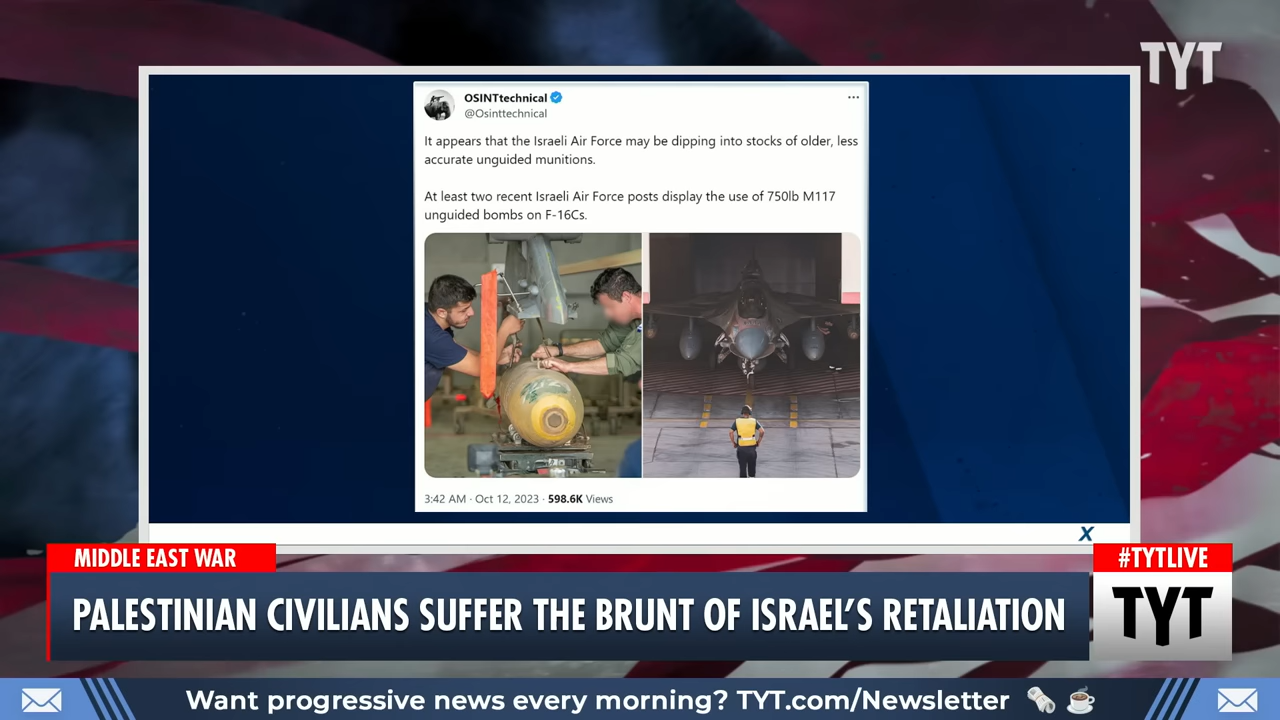 TYT
OSINTtechnical
@Osinttechnical
It appears that the Israeli Air Force may be dipping into stocks of older, less
accurate unguided munitions.
At least two recent Israeli Air Force posts display the use of 750lb M117
unguided bombs on F-16Cs.
3:42 AM · Oct 12, 2023 · 598.6K Views
X
MIDDLE EAST WAR
#TYTLIVE
PALESTINIAN CIVILIANS SUFFER THE BRUNT OF ISRAEL'S RETALIATION
TYT
Want progressive news every morning? TYT.com/Newsletter